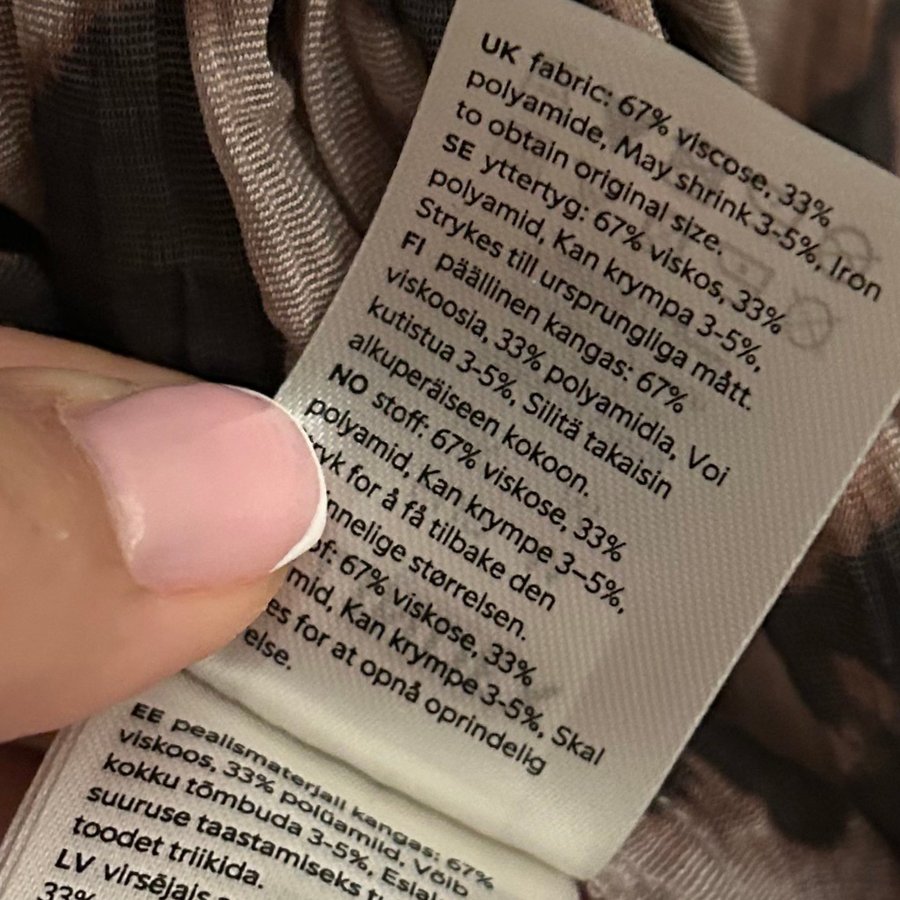 UK fabric: 67% viscose, 33%
polyamide, May shrink 3-5%, Iron
to obtain original size.
SE yttertyg: 67% viskos, 33%
polyamid, Kan krympa 3-5%,
Strykes till ursprungliga mått.
FI päällinen kangas: 67%
viskoosia, 33% polyamidia, Voi
kutistua 3-5%, Silitä takaisin
alkuperäiseen kokoon.
NO stoff: 67% viskose, 33%
polyamid, Kan krympe 3-5%,
for å få tilbake den
størrelsen.
67% viskose, 33%
Kan krympe 3-5%, Skal
for at opnå oprindelig
EE pealismaterjali kangas: 67%
viskoos, 33% polüamiid, Võib
kokku tõmbuda 3-5%,
suuruse taastamiseks
toodet triikida.
LV virsējais
33%